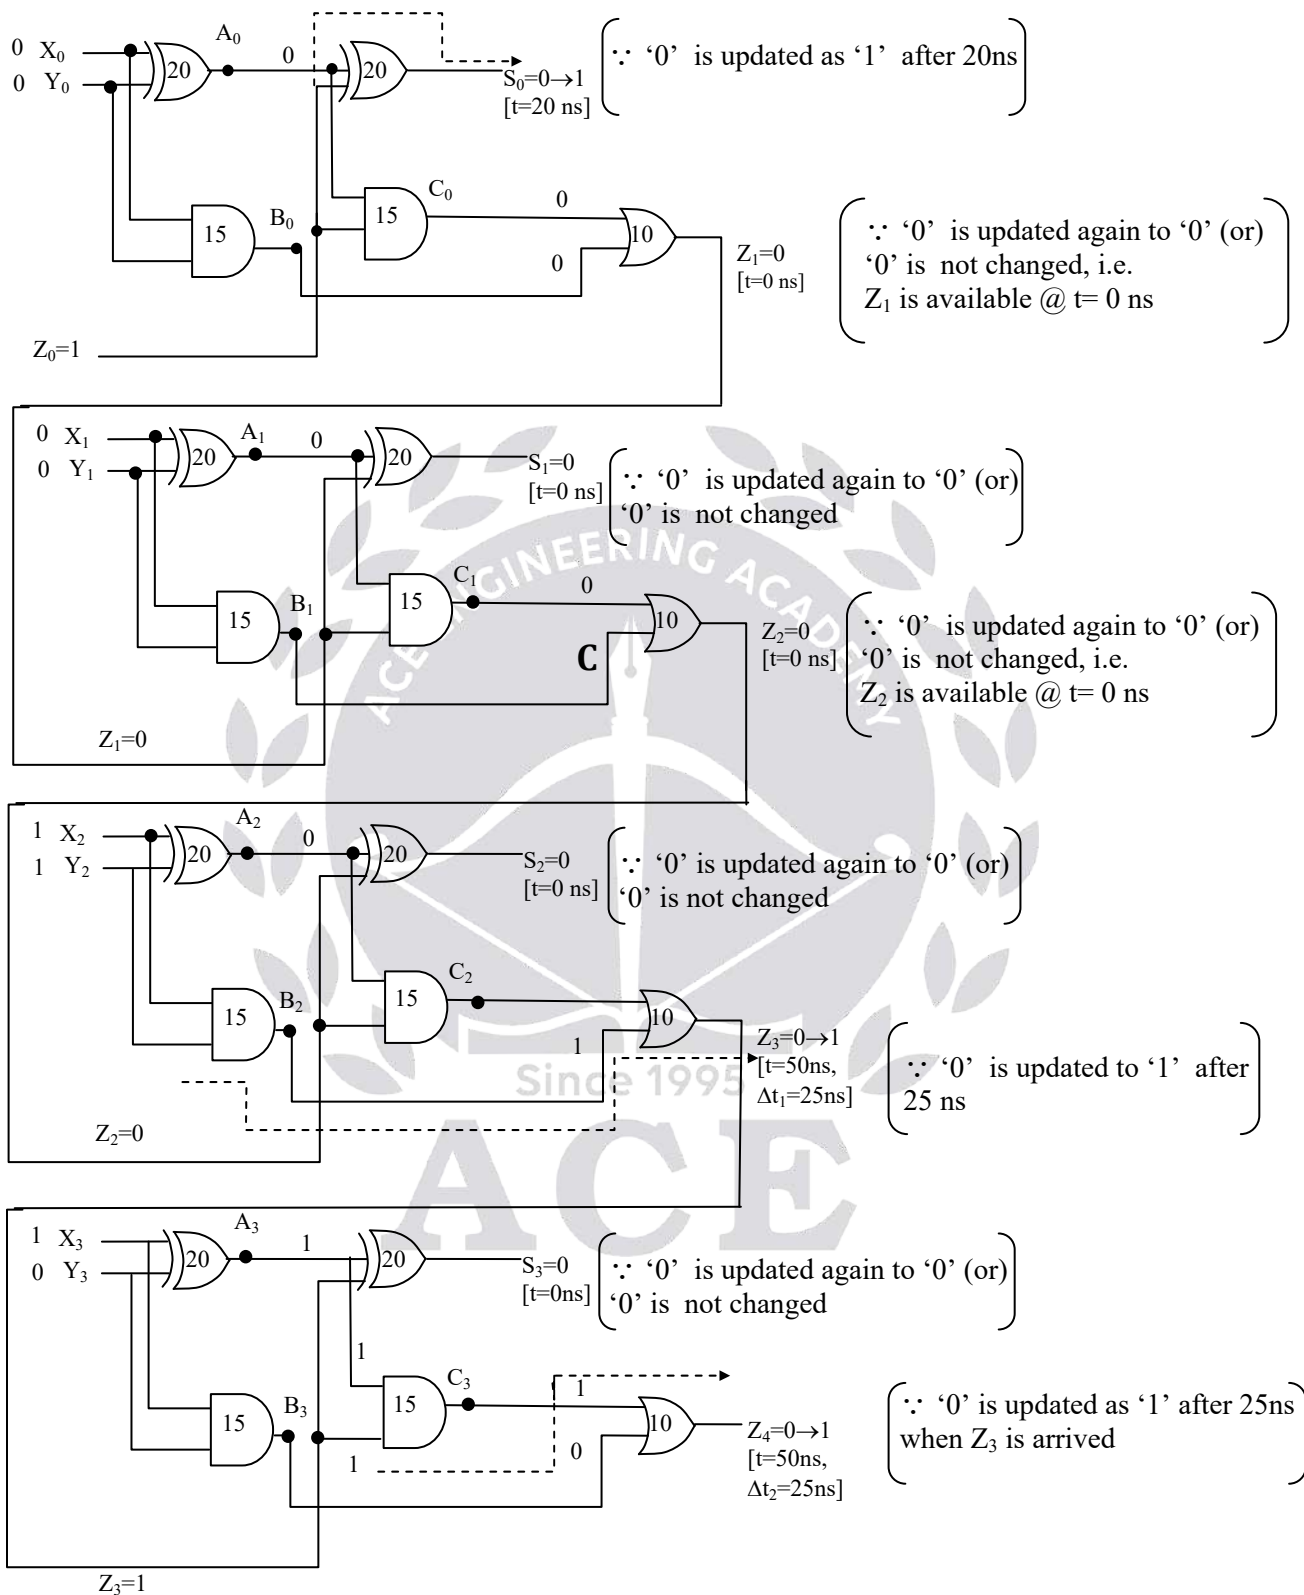 0 X₀ A₀ 0
20 20
0 Y₀
S₀=0→1
[t=20 ns]
∵ ‘0’ is updated as ‘1’ after 20ns
15 B₀ 15 C₀ 0
0 10
Z₁=0
[t=0 ns]
∵ ‘0’ is updated again to ‘0’ (or)
‘0’ is not changed, i.e.
Z₁ is available @ t= 0 ns
Z₀=1
0 X₁ A₁ 0
20 20
0 Y₁
S₁=0
[t=0 ns]
∵ ‘0’ is updated again to ‘0’ (or)
‘0’ is not changed
ACE ENGINEERING ACADEMY
15 B₁ 15 C₁ 0
10
C
Z₂=0
[t=0 ns]
∵ ‘0’ is updated again to ‘0’ (or)
‘0’ is not changed, i.e.
Z₂ is available @ t= 0 ns
Z₁=0
1 X₂ A₂ 0
20 20
1 Y₂
S₂=0
[t=0 ns]
∵ ‘0’ is updated again to ‘0’ (or)
‘0’ is not changed
15 B₂ 15 C₂
1 10
Z₃=0→1
[t=50ns,
Δt₁=25ns]
∵ ‘0’ is updated to ‘1’ after
25 ns
Since 1995
Z₂=0
ACE
1 X₃ A₃ 1
20 20
0 Y₃
S₃=0
[t=0ns]
∵ ‘0’ is updated again to ‘0’ (or)
‘0’ is not changed
1
15 B₃ 15 C₃ 1
1 0 10
Z₄=0→1
[t=50ns,
Δt₂=25ns]
∵ ‘0’ is updated as ‘1’ after 25ns
when Z₃ is arrived
Z₃=1